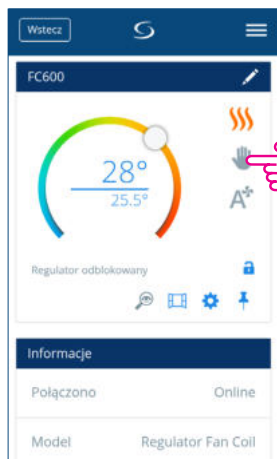 Wstecz
FC600
28°
25.5°
A
Regulator odblokowany
Informacje
Połączono Online
Model Regulator Fan Coil